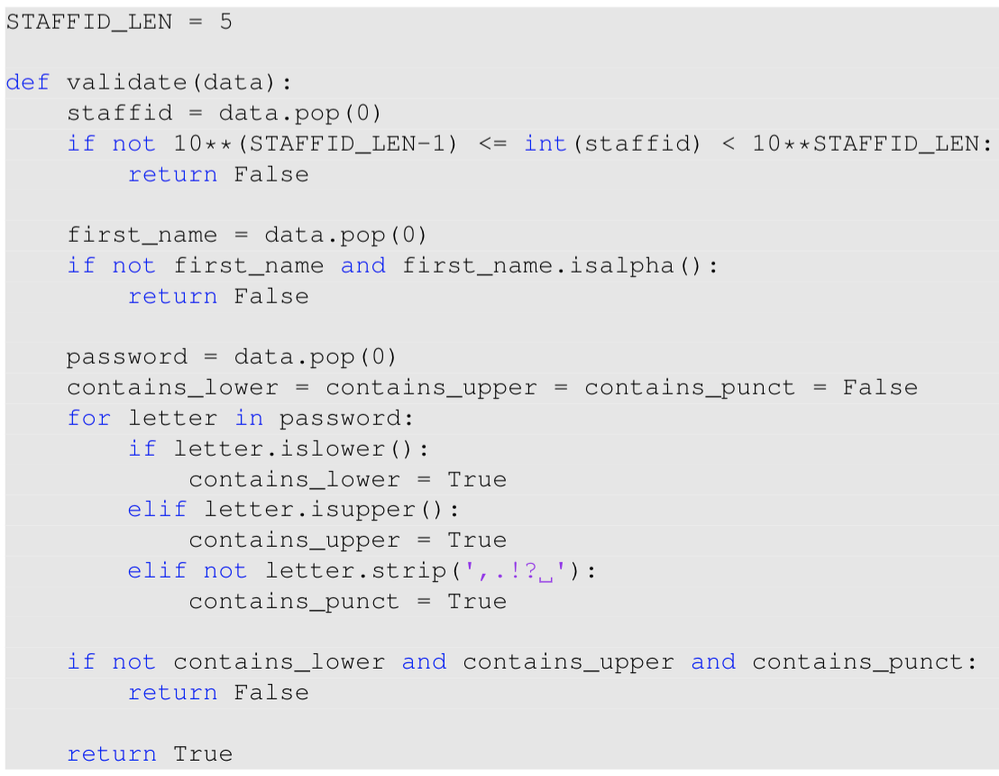 STAFFID_LEN = 5

def validate(data):
    staffid = data.pop(0)
    if not 10**(STAFFID_LEN-1) <= int(staffid) < 10**STAFFID_LEN:
        return False

    first_name = data.pop(0)
    if not first_name and first_name.isalpha():
        return False

    password = data.pop(0)
    contains_lower = contains_upper = contains_punct = False
    for letter in password:
        if letter.islower():
            contains_lower = True
        elif letter.isupper():
            contains_upper = True
        elif not letter.strip(',.!?␣'):
            contains_punct = True

    if not contains_lower and contains_upper and contains_punct:
        return False

    return True